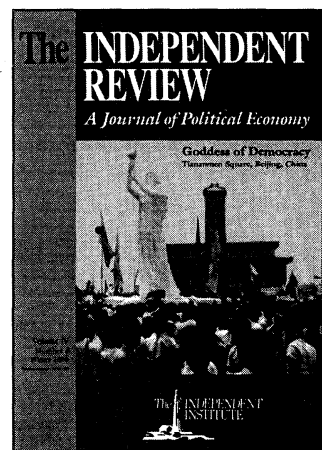 The INDEPENDENT
REVIEW
A Journal of Political Economy
Goddess of Democracy
Tiananmen Square, Beijing, China
The INDEPENDENT
INSTITUTE